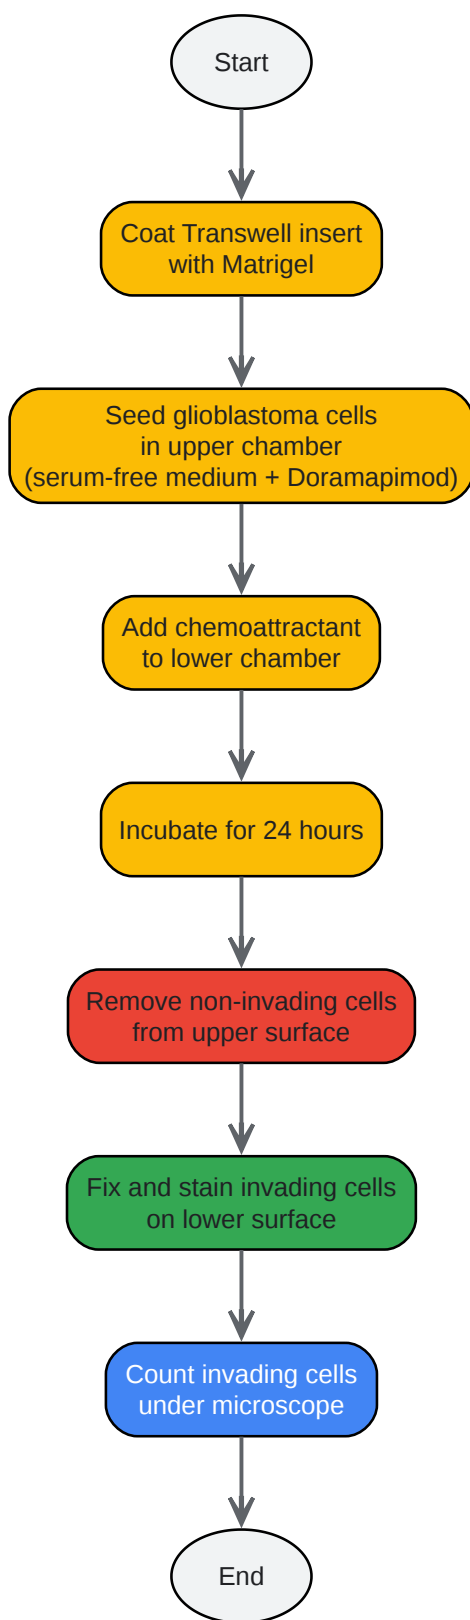 Start
Coat Transwell insert
with Matrigel
Seed glioblastoma cells
in upper chamber
(serum-free medium + Doramapimod)
Add chemoattractant
to lower chamber
Incubate for 24 hours
Remove non-invading cells
from upper surface
Fix and stain invading cells
on lower surface
Count invading cells
under microscope
End